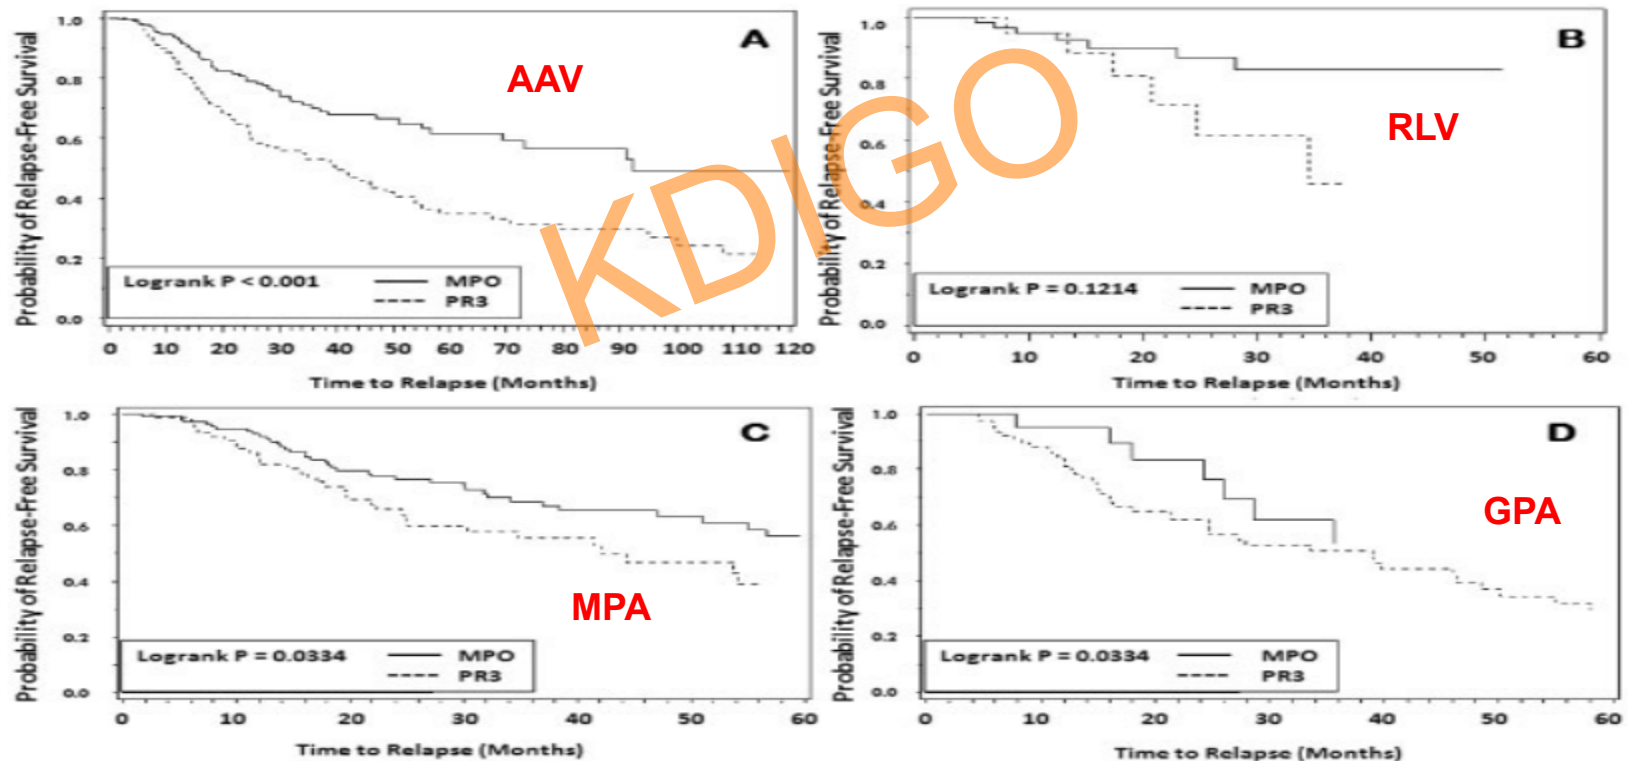 A
AAV
Probability of Relapse-Free Survival
1.0
0.8
0.6
0.4
0.2
0.0
Logrank P < 0.001
MPO
PR3
0 10 20 30 40 50 60 70 80 90 100 110 120
Time to Relapse (Months)
B
RLV
Probability of Relapse-Free Survival
1.0
0.8
0.6
0.4
0.2
0.0
Logrank P = 0.1214
MPO
PR3
0 10 20 30 40 50 60
Time to Relapse (Months)
KDIGO
C
MPA
Probability of Relapse-Free Survival
1.0
0.8
0.6
0.4
0.2
0.0
Logrank P = 0.0334
MPO
PR3
0 10 20 30 40 50 60
Time to Relapse (Months)
D
GPA
Probability of Relapse-Free Survival
1.0
0.8
0.6
0.4
0.2
0.0
Logrank P = 0.0334
MPO
PR3
0 10 20 30 40 50 60
Time to Relapse (Months)